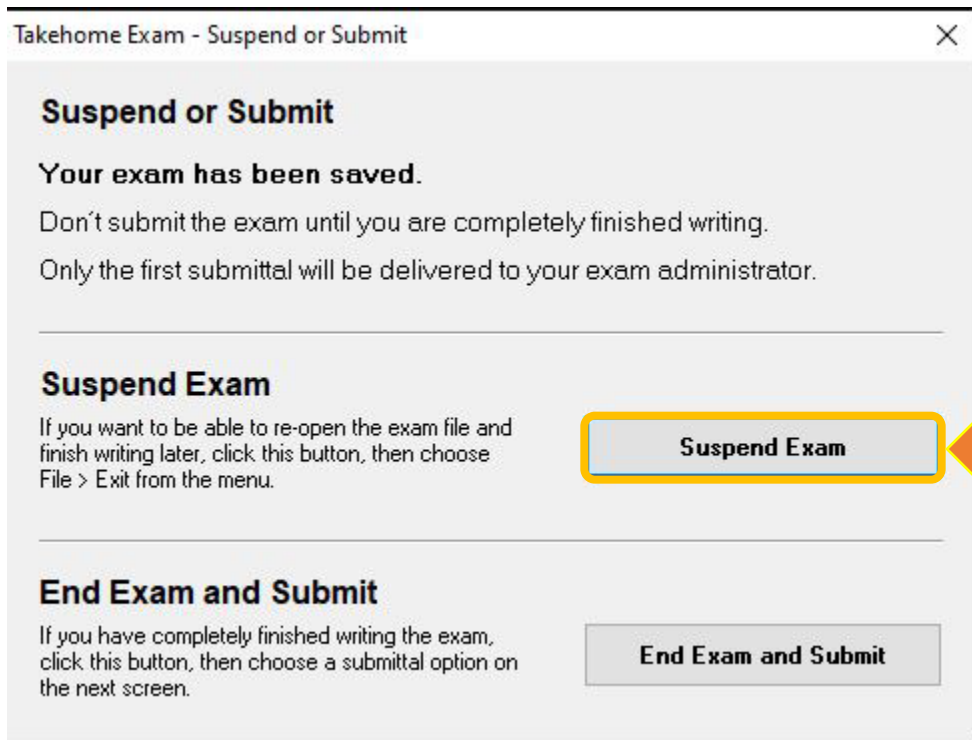 Takehome Exam - Suspend or Submit
Suspend or Submit
Your exam has been saved.
Don´t submit the exam until you are completely finished writing.
Only the first submittal will be delivered to your exam administrator.
Suspend Exam
If you want to be able to re-open the exam file and
finish writing later, click this button, then choose
File > Exit from the menu.
Suspend Exam
End Exam and Submit
If you have completely finished writing the exam,
click this button, then choose a submittal option on
the next screen.
End Exam and Submit